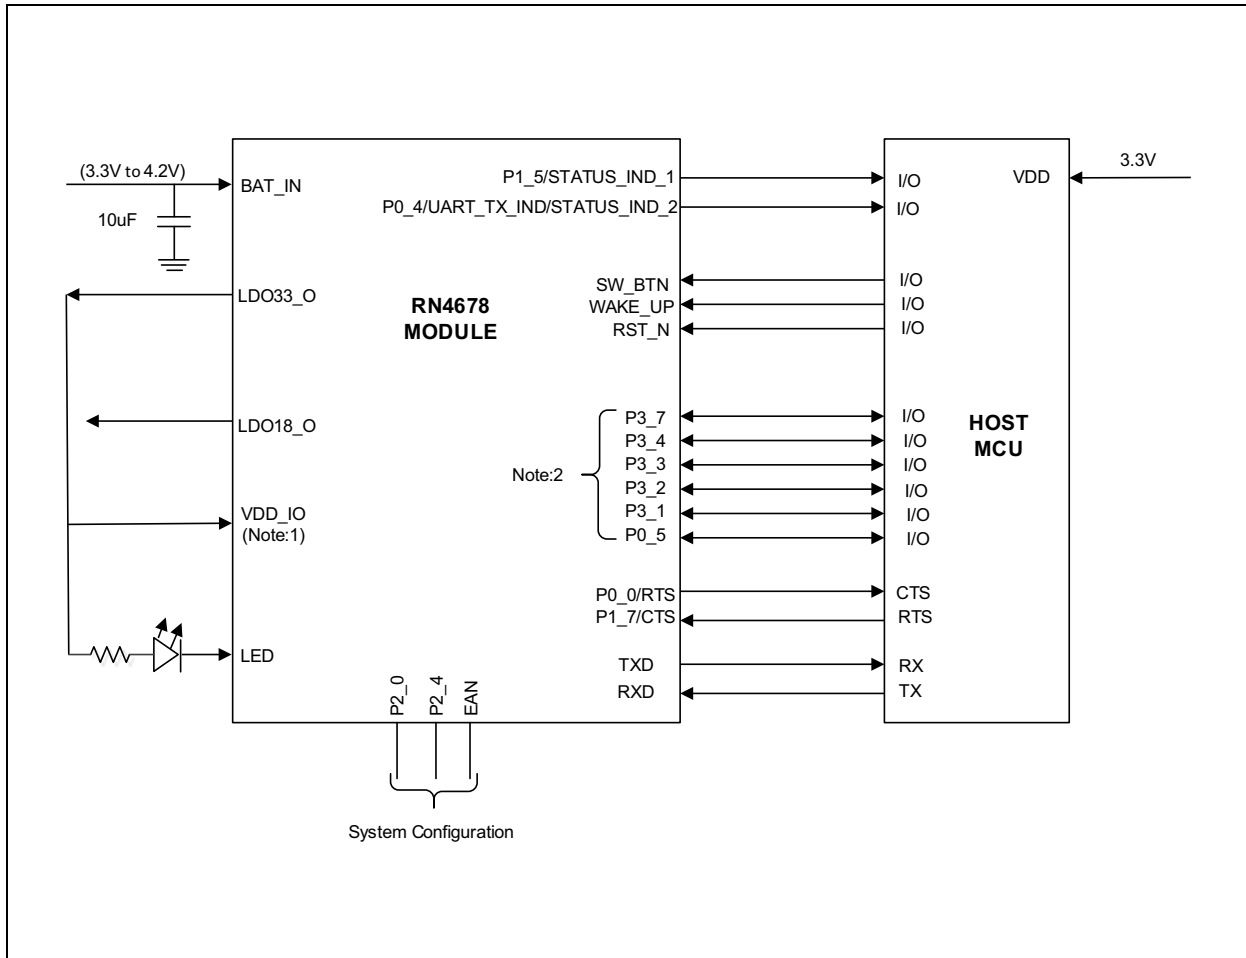 (3.3V to 4.2V)
BAT_IN
10uF
LDO33_O
LDO18_O
VDD_IO
(Note:1)
LED
RN4678
MODULE
P1_5/STATUS_IND_1
P0_4/UART_TX_IND/STATUS_IND_2
SW_BTN
WAKE_UP
RST_N
Note:2
P3_7
P3_4
P3_3
P3_2
P3_1
P0_5
P0_0/RTS
P1_7/CTS
TXD
RXD
P2_0
P2_4
EAN
System Configuration
I/O
I/O
I/O
I/O
I/O
I/O
I/O
I/O
I/O
I/O
I/O
CTS
RTS
RX
TX
HOST
MCU
VDD
3.3V